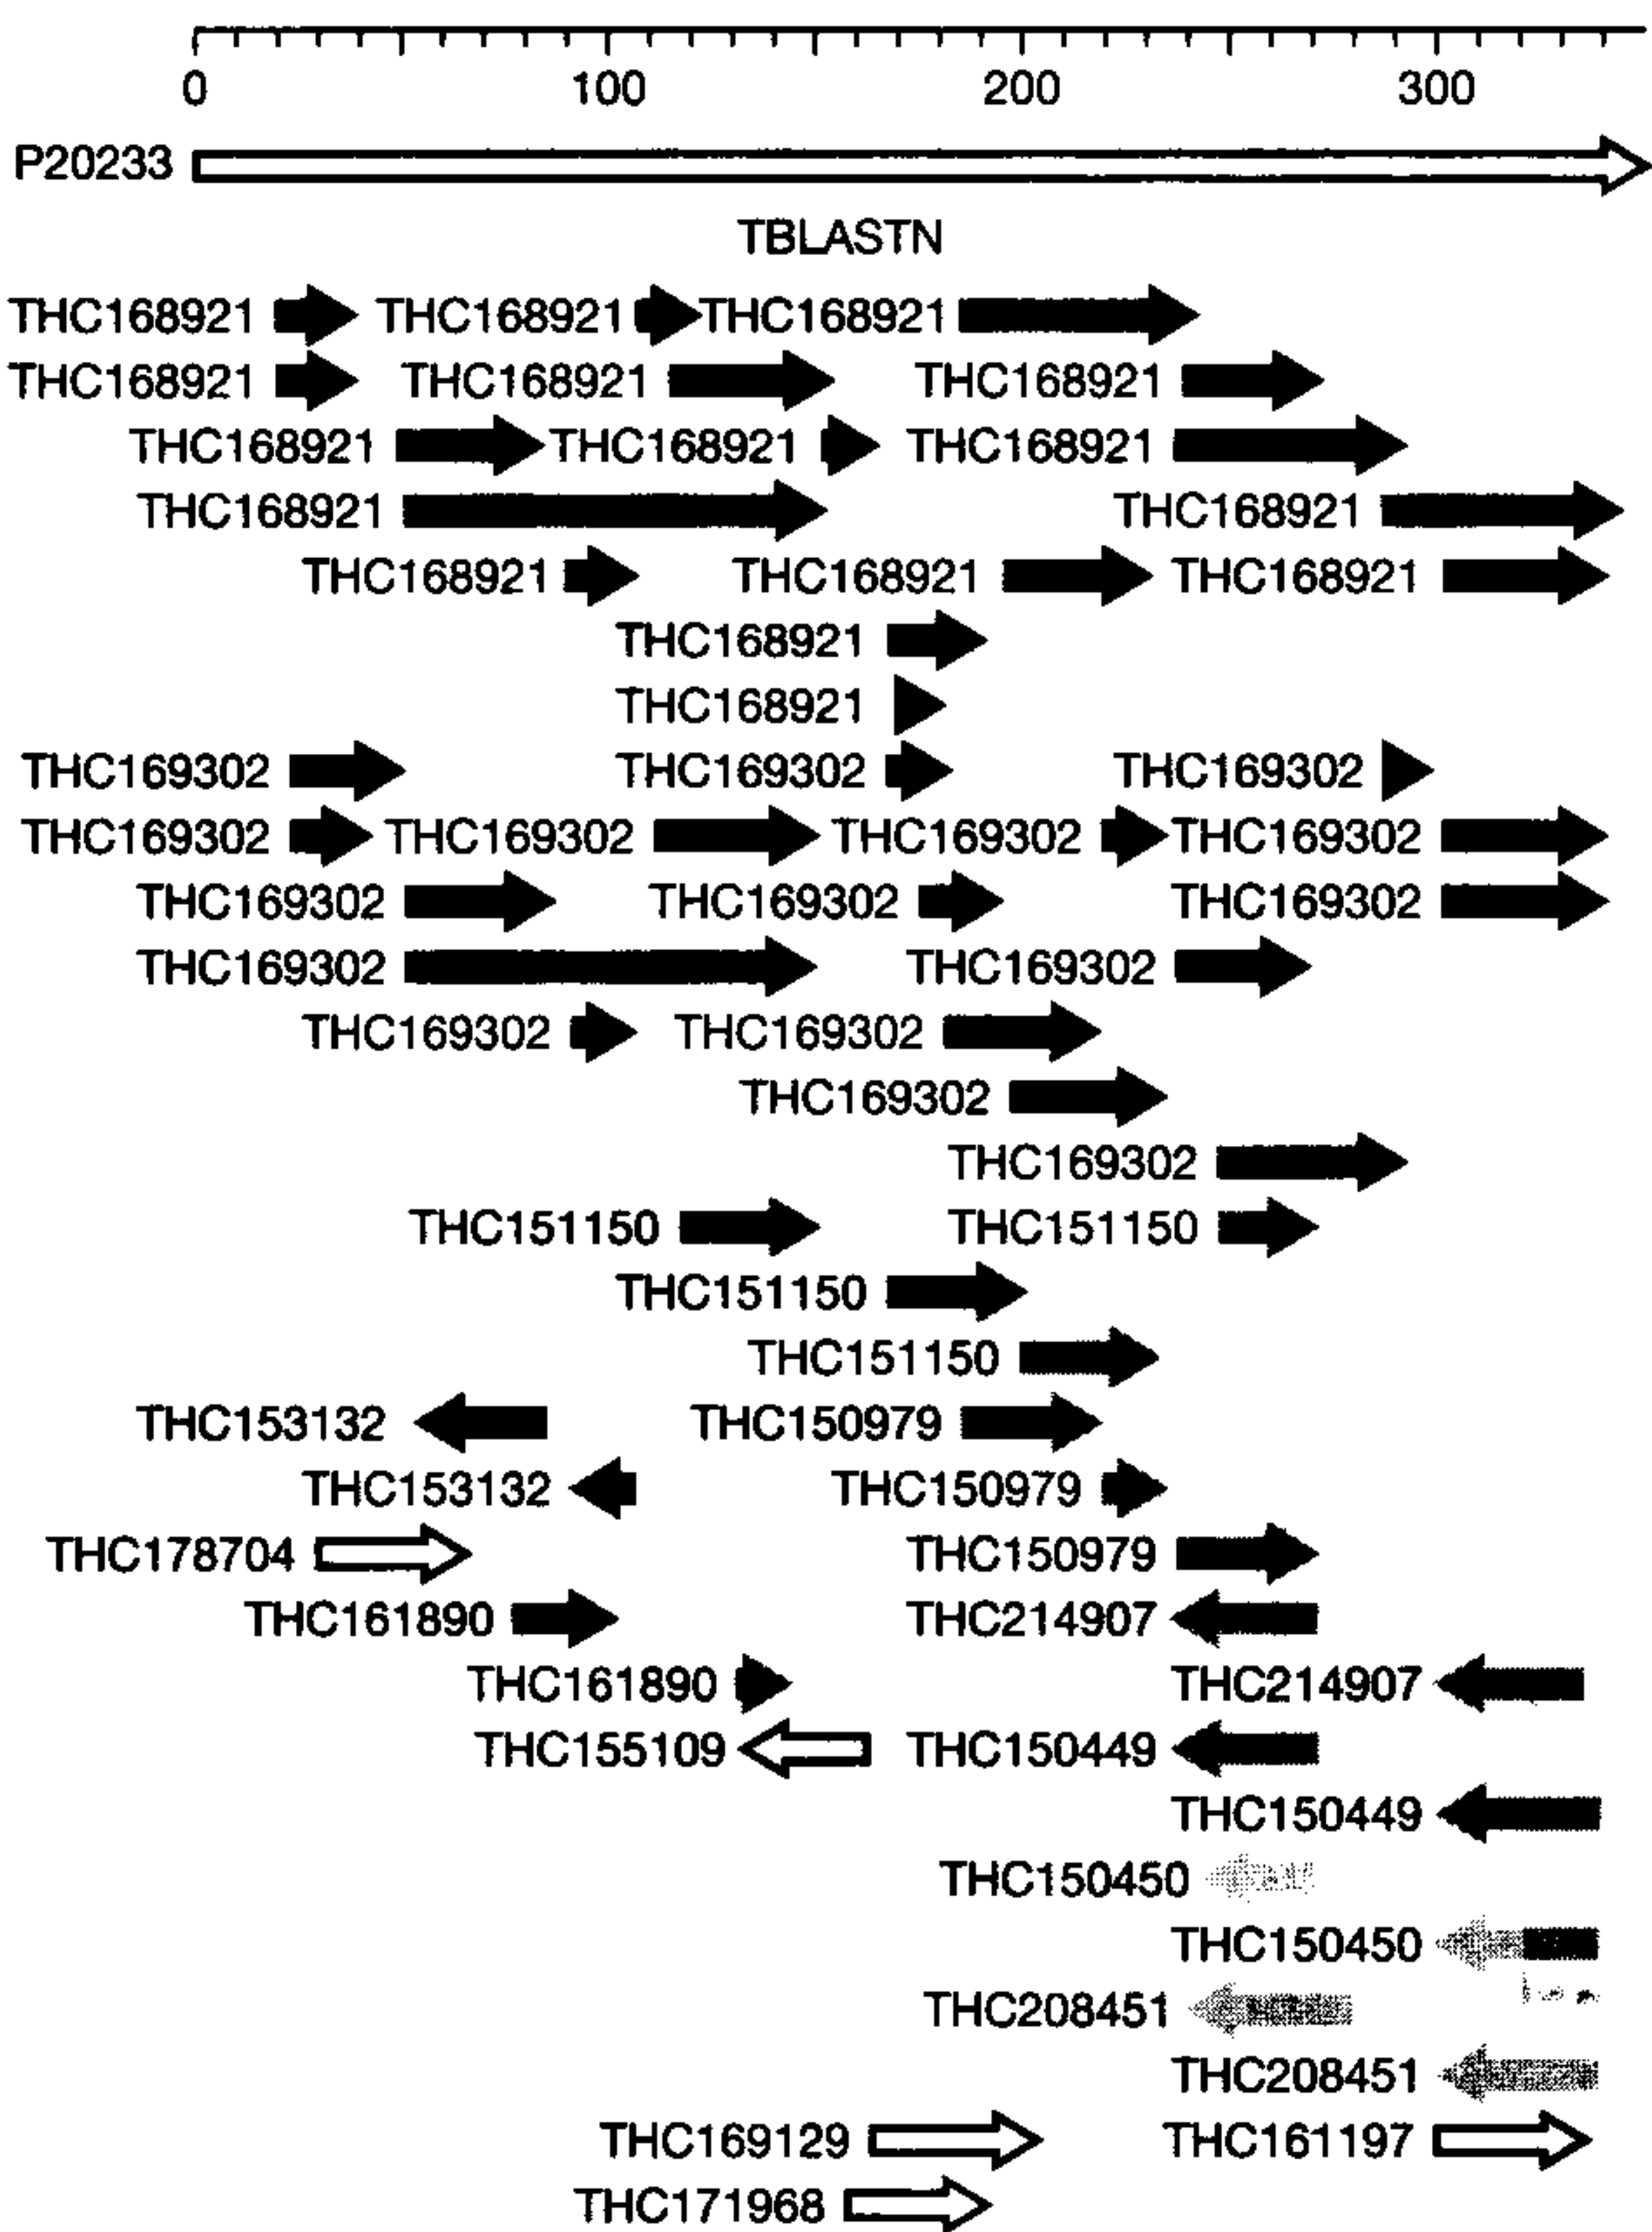 0 100 200 300
P20233
TBLASTN
THC168921 THC168921 THC168921
THC168921 THC168921 THC168921
THC168921 THC168921 THC168921
THC168921 THC168921
THC168921 THC168921 THC168921
THC168921
THC168921
THC169302 THC169302 THC169302
THC169302 THC169302 THC169302 THC169302
THC169302 THC169302 THC169302
THC169302 THC169302
THC169302 THC169302
THC169302
THC169302
THC151150 THC151150
THC151150
THC151150
THC153132 THC150979
THC153132 THC150979
THC178704 THC150979
THC161890 THC214907
THC161890 THC214907
THC155109 THC150449
THC150449
THC150450
THC150450
THC208451
THC208451
THC169129 THC161197
THC171968